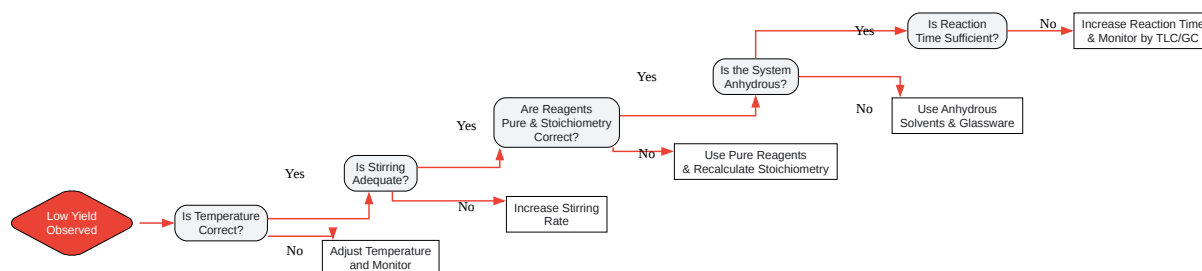 Low Yield
Observed
Is Temperature
Correct?
Yes
No
Adjust Temperature
and Monitor
Is Stirring
Adequate?
Yes
No
Increase Stirring
Rate
Are Reagents
Pure & Stoichiometry
Correct?
Yes
No
Use Pure Reagents
& Recalculate Stoichiometry
Is the System
Anhydrous?
Yes
No
Use Anhydrous
Solvents & Glassware
Is Reaction
Time Sufficient?
No
Increase Reaction Time
& Monitor by TLC/GC